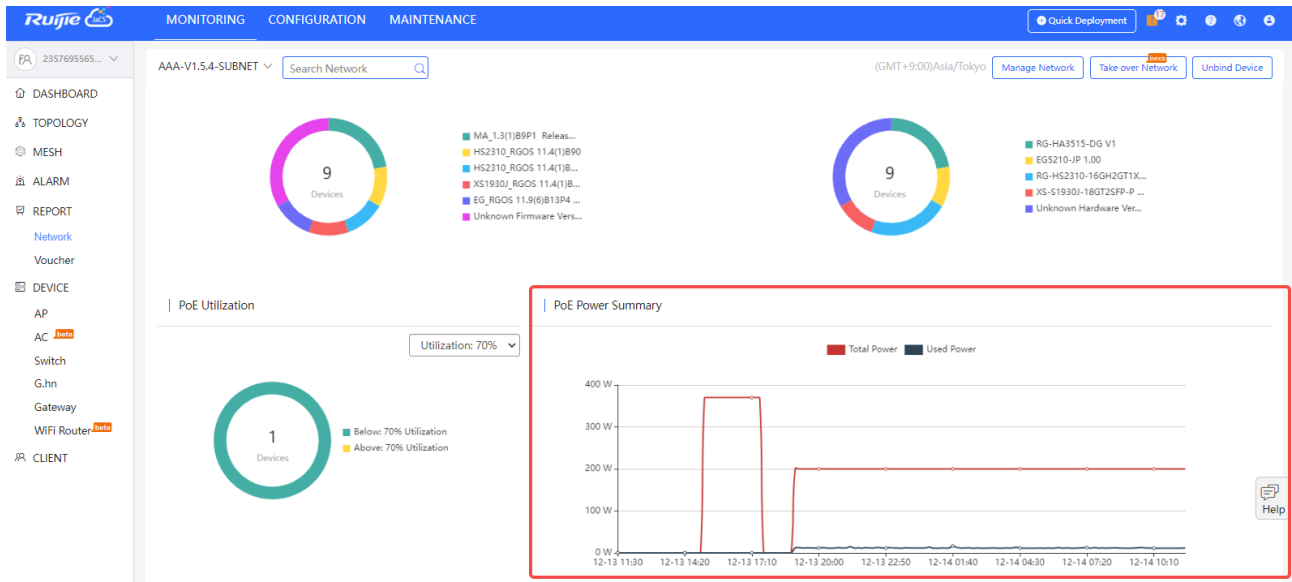 Ruijie JaCS MONITORING CONFIGURATION MAINTENANCE Quick Deployment 17
2357695565... AAA-V1.5.4-SUBNET Search Network (GMT+9:00)Asia/Tokyo Manage Network Take over Network beta Unbind Device
DASHBOARD
TOPOLOGY
MESH
ALARM
REPORT
Network
Voucher
DEVICE
AP
AC beta
Switch
G.hn
Gateway
WiFi Router beta
CLIENT
9
Devices
MA_1.3(1)B9P1 Releas...
HS2310_RGOS 11.4(1)B90
HS2310_RGOS 11.4(1)B...
XS1930J_RGOS 11.4(1)B...
EG_RGOS 11.9(6)B13P4 ...
Unknown Firmware Vers...
9
Devices
RG-HA3515-DG V1
EG5210-JP 1.00
RG-HS2310-16GH2GT1X...
XS-S1930J-18GT2SFP-P ...
Unknown Hardware Ver...
PoE Utilization
Utilization: 70%
1
Devices
Below: 70% Utilization
Above: 70% Utilization
PoE Power Summary
Total Power Used Power
400 W
300 W
200 W
100 W
0 W
12-13 11:30 12-13 14:20 12-13 17:10 12-13 20:00 12-13 22:50 12-14 01:40 12-14 04:30 12-14 07:20 12-14 10:10
Help